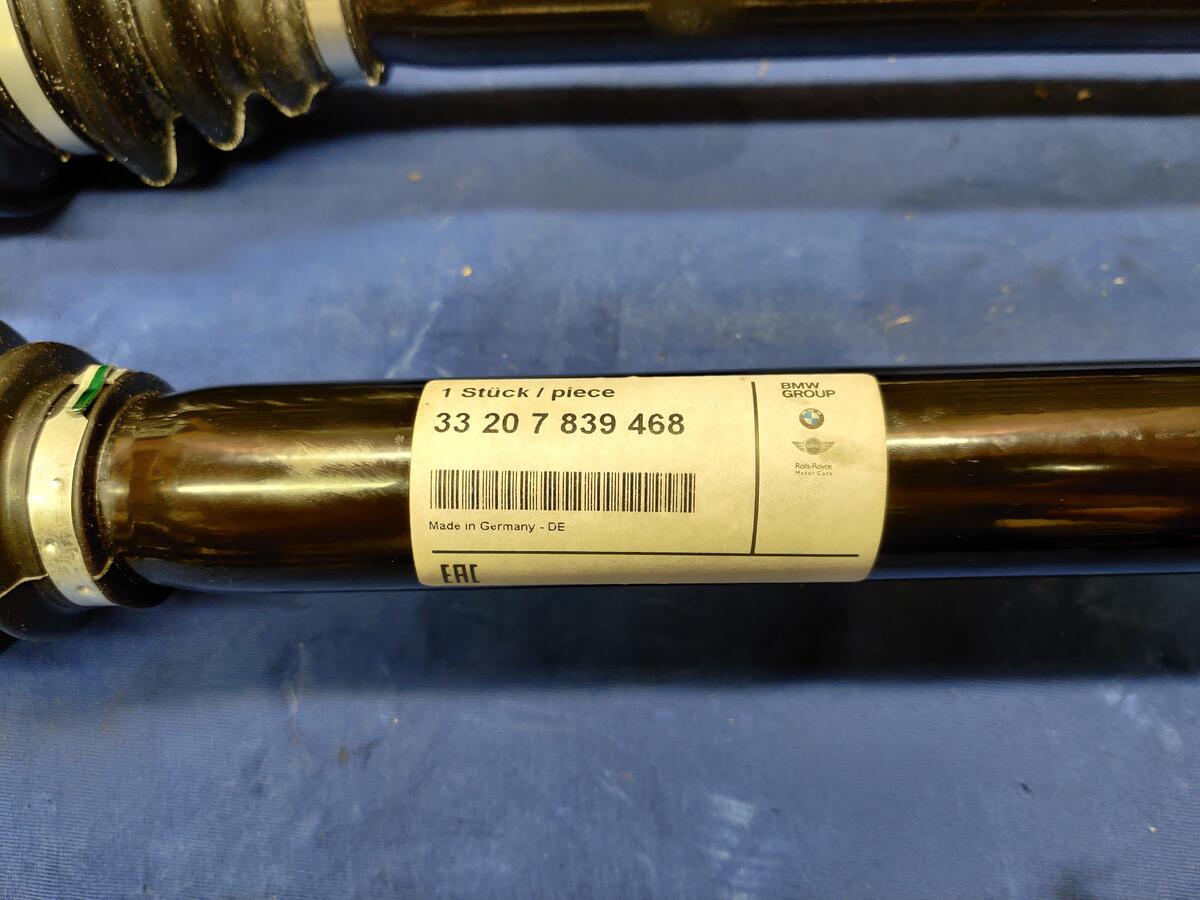 1 Stück / piece
33 20 7 839 468
Made in Germany - DE
EAC
BMW
GROUP
Rolls-Royce
Motor Cars